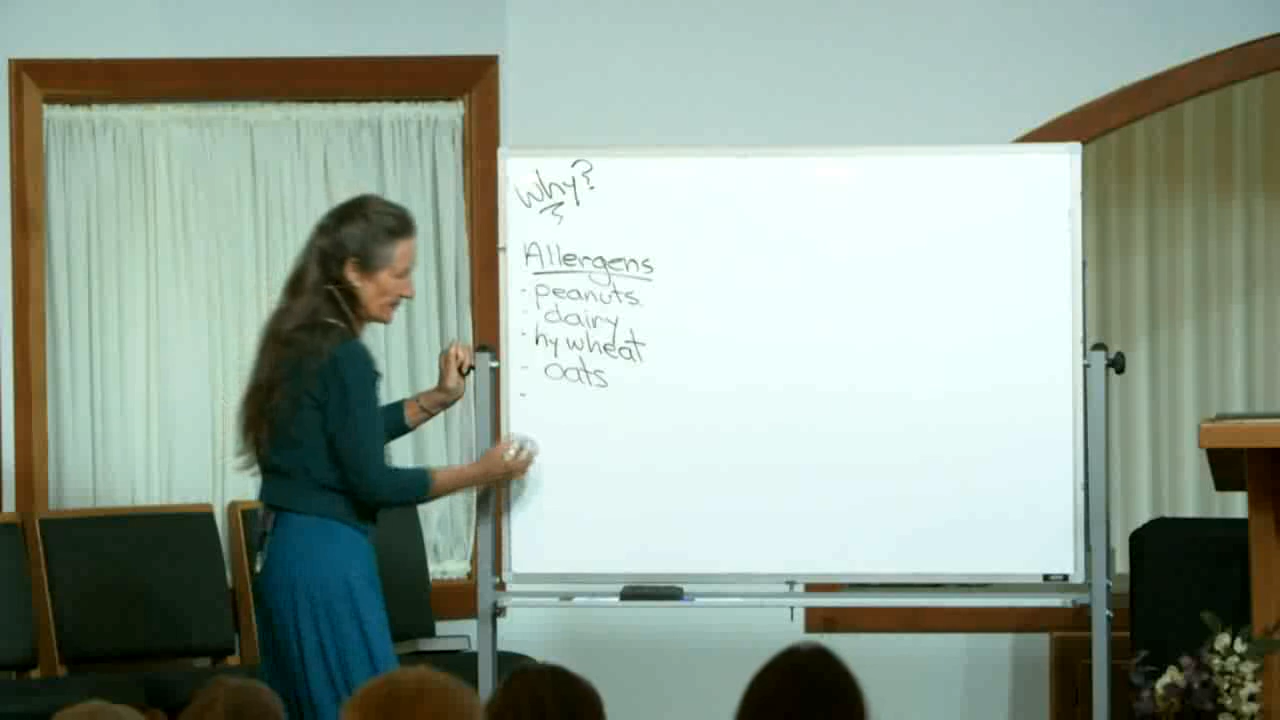 Why?
Allergens
- peanuts
- dairy
- hy wheat
- oats
-